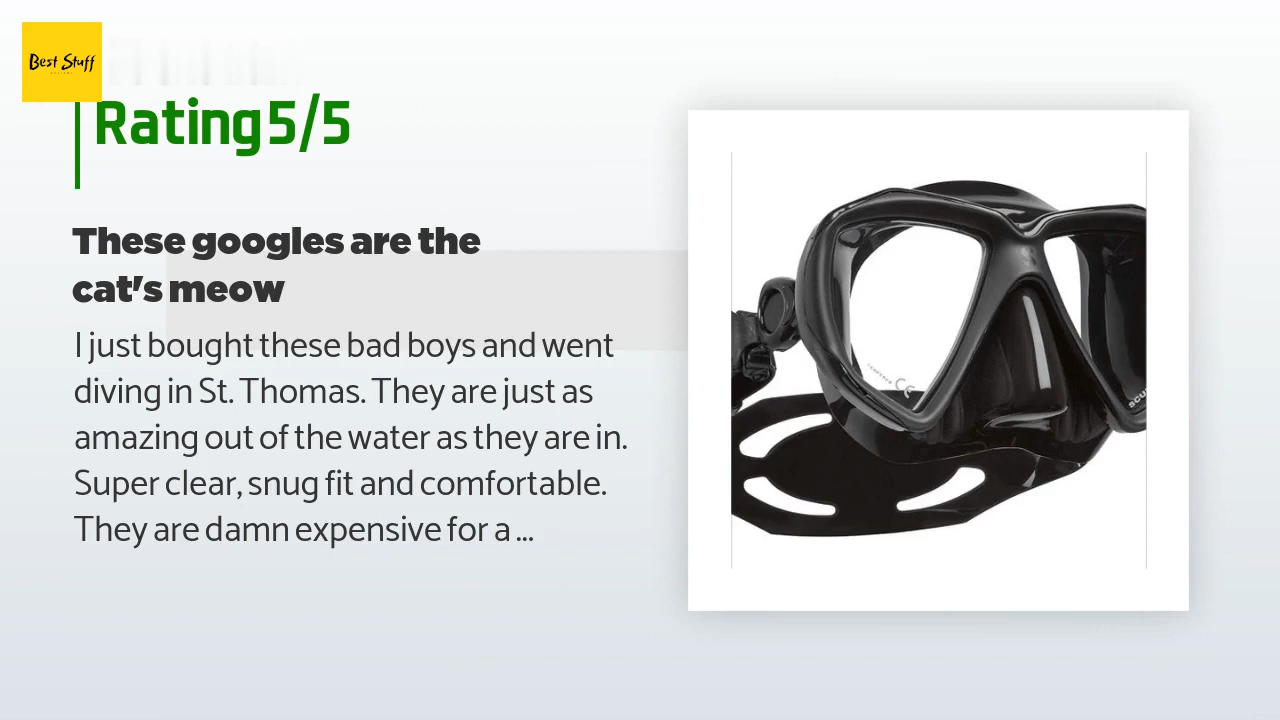 Best Stuff
Rating 5/5
These googles are the
cat's meow
I just bought these bad boys and went
diving in St. Thomas. They are just as
amazing out of the water as they are in.
Super clear, snug fit and comfortable.
They are damn expensive for a ...
TEMPERED CE
SCU